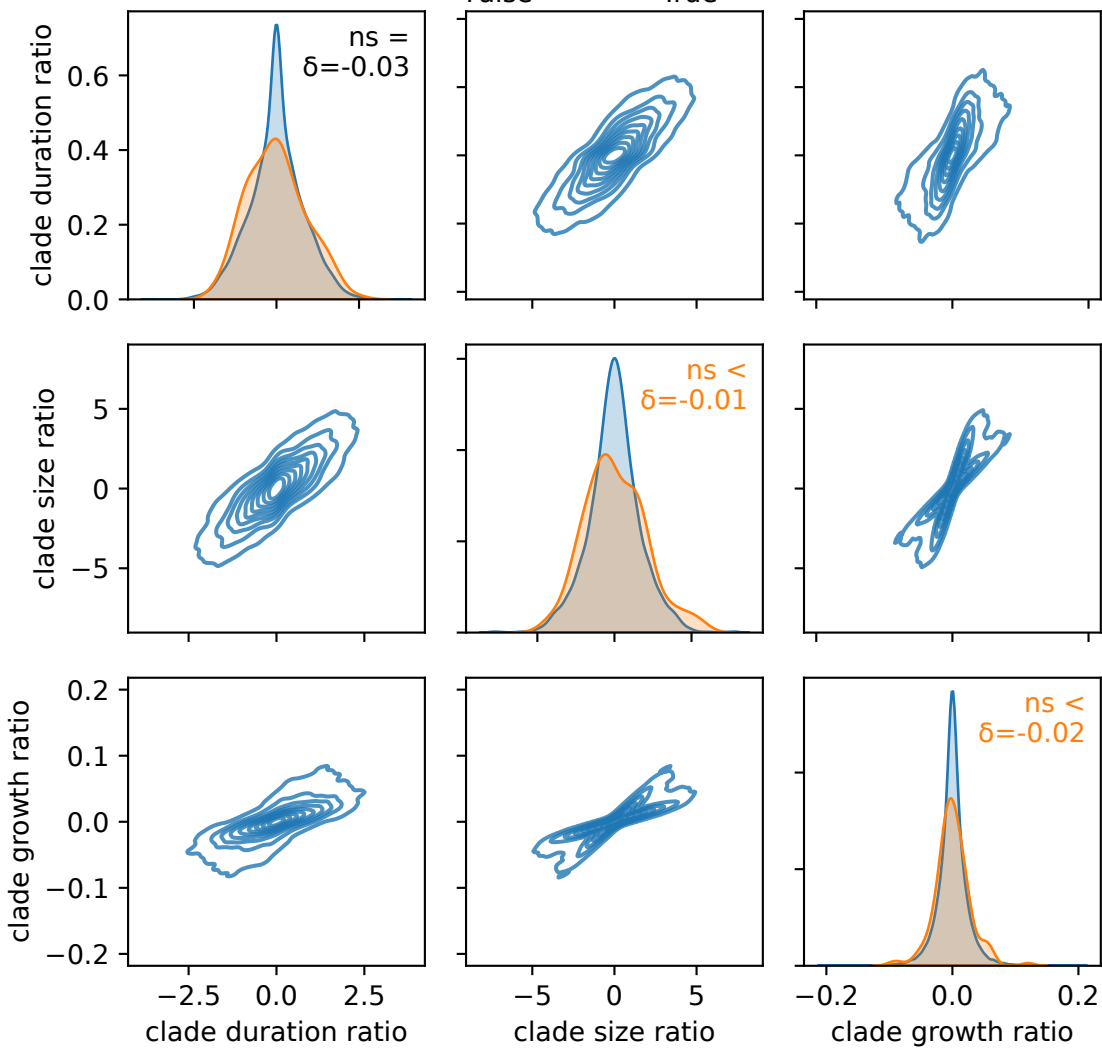 clade duration ratio
0.6
0.4
0.2
0.0
ns =
δ=-0.03
clade size ratio
5
0
−5
ns <
δ=-0.01
clade growth ratio
0.2
0.1
0.0
−0.1
−0.2
ns <
δ=-0.02
−2.5
0.0
2.5
−5
0
5
−0.2
0.0
0.2
clade duration ratio
clade size ratio
clade growth ratio